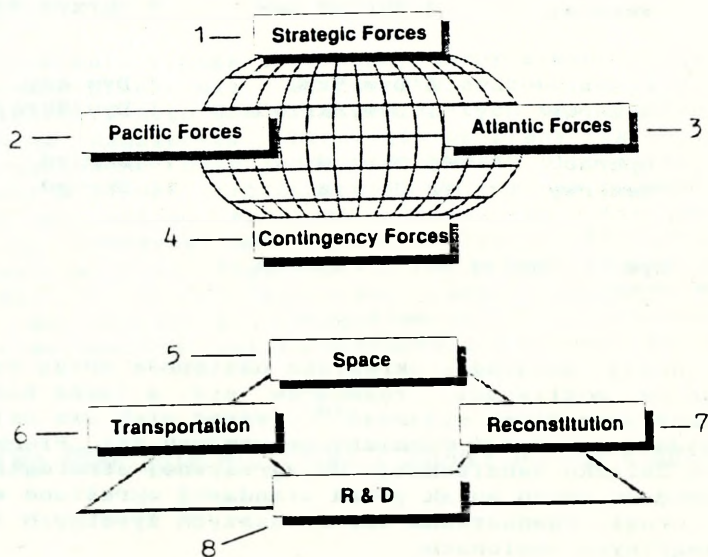 1 — Strategic Forces
2 — Pacific Forces
Atlantic Forces — 3
4 — Contingency Forces
5 — Space
6 — Transportation
Reconstitution — 7
R & D
8